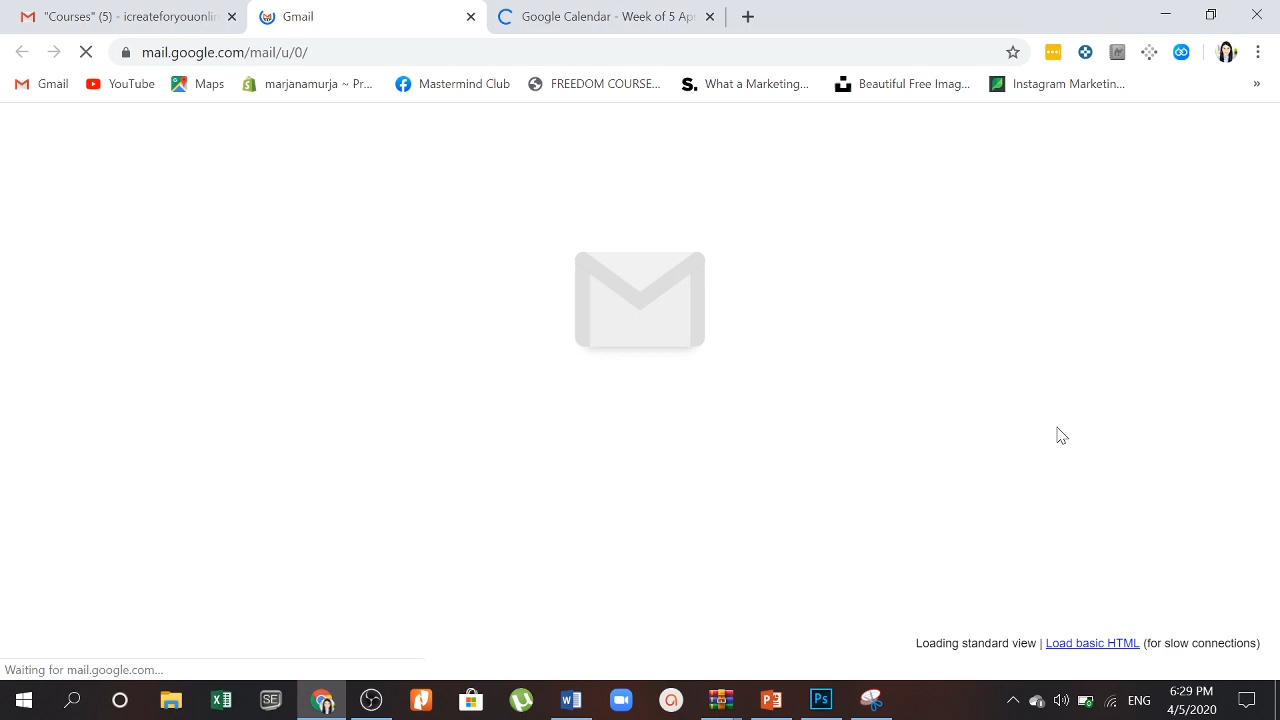 "Courses" (5) - icreateforyouonlin
Gmail
Google Calendar - Week of 5 Apr
mail.google.com/mail/u/0/
Gmail
YouTube
Maps
marjanamurja ~ Pr...
Mastermind Club
FREEDOM COURSE...
S. What a Marketing...
Beautiful Free Imag...
Instagram Marketin...
»
Loading standard view | Load basic HTML (for slow connections)
Waiting for mail.google.com...
SE
Ps
ENG
6:29 PM
4/5/2020